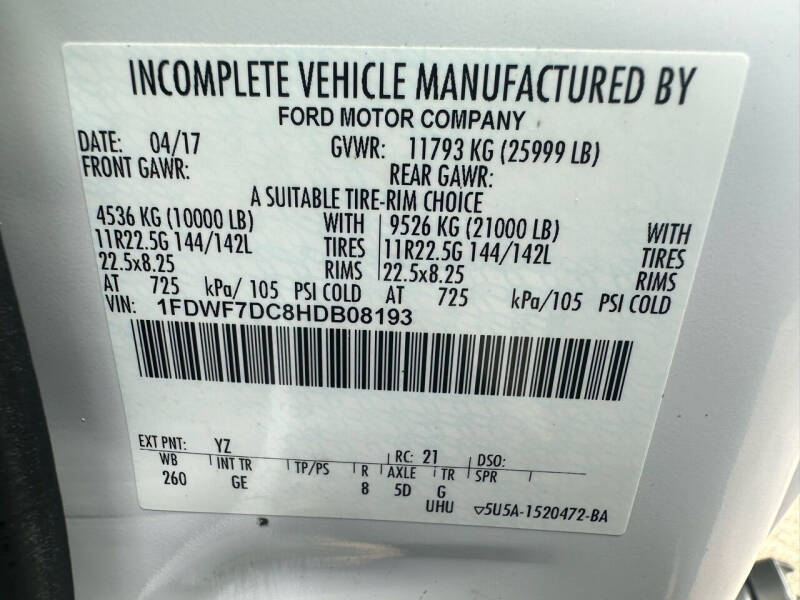 INCOMPLETE VEHICLE MANUFACTURED BY
FORD MOTOR COMPANY
DATE: 04/17 GVWR: 11793 KG (25999 LB)
FRONT GAWR: REAR GAWR:
A SUITABLE TIRE-RIM CHOICE
4536 KG (10000 LB) WITH 9526 KG (21000 LB) WITH
11R22.5G 144/142L TIRES 11R22.5G 144/142L TIRES
22.5x8.25 RIMS 22.5x8.25 RIMS
AT 725 kPa/ 105 PSI COLD AT 725 kPa/105 PSI COLD
VIN: 1FDWF7DC8HDB08193
EXT PNT: YZ RC: 21 DSO:
WB INT TR TP/PS R AXLE TR SPR
260 GE 8 5D G
UHU ▽5U5A-1520472-BA